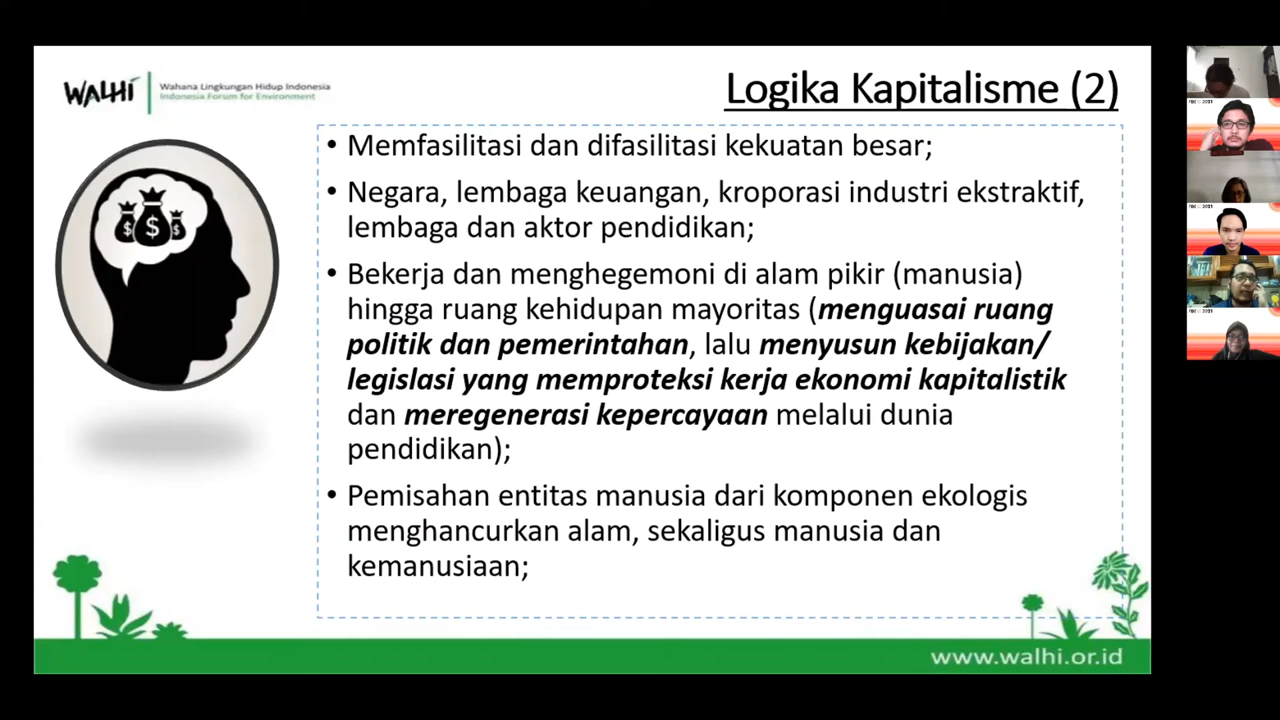 WALHI
Wahana Lingkungan Hidup Indonesia
Indonesia Forum for Environment
Logika Kapitalisme (2)
• Memfasilitasi dan difasilitasi kekuatan besar;
• Negara, lembaga keuangan, kroporasi industri ekstraktif,
lembaga dan aktor pendidikan;
• Bekerja dan menghegemoni di alam pikir (manusia)
hingga ruang kehidupan mayoritas (menguasai ruang
politik dan pemerintahan, lalu menyusun kebijakan/
legislasi yang memproteksi kerja ekonomi kapitalistik
dan meregenerasi kepercayaan melalui dunia
pendidikan);
• Pemisahan entitas manusia dari komponen ekologis
menghancurkan alam, sekaligus manusia dan
kemanusiaan;
$ $ $
www.walhi.or.id